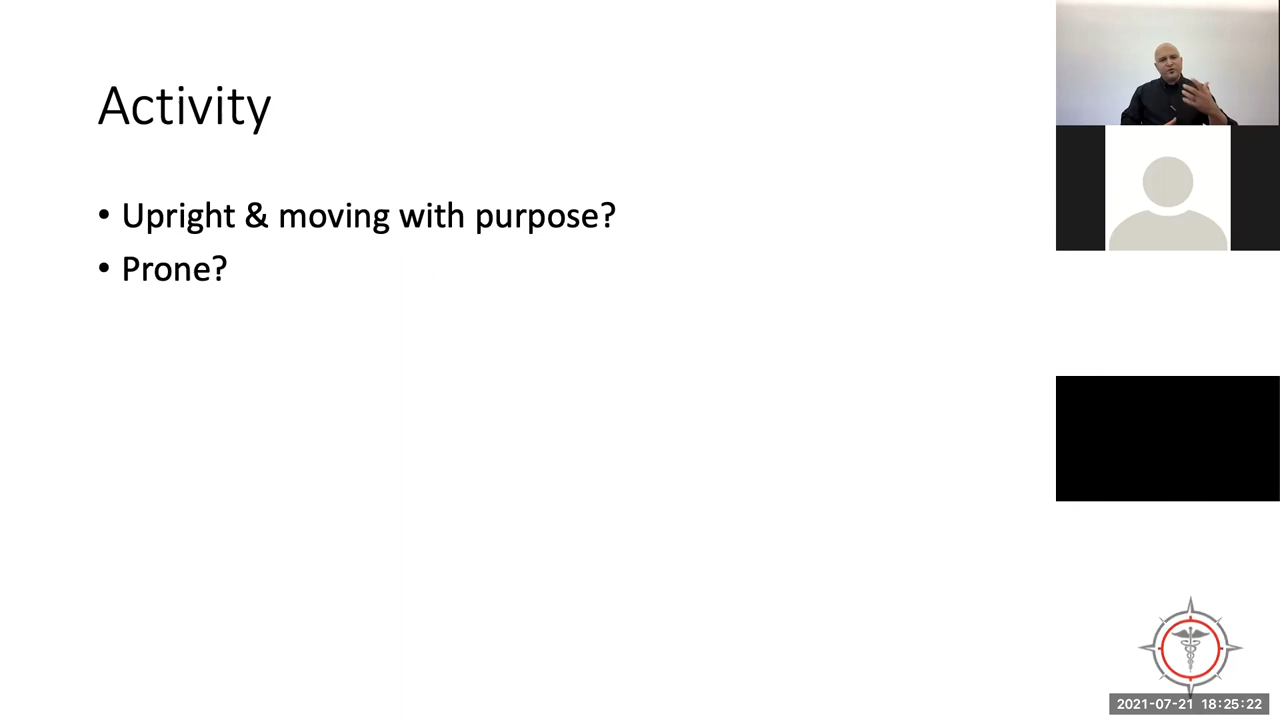 Activity
• Upright & moving with purpose?
• Prone?
2021-07-21 18:25:22